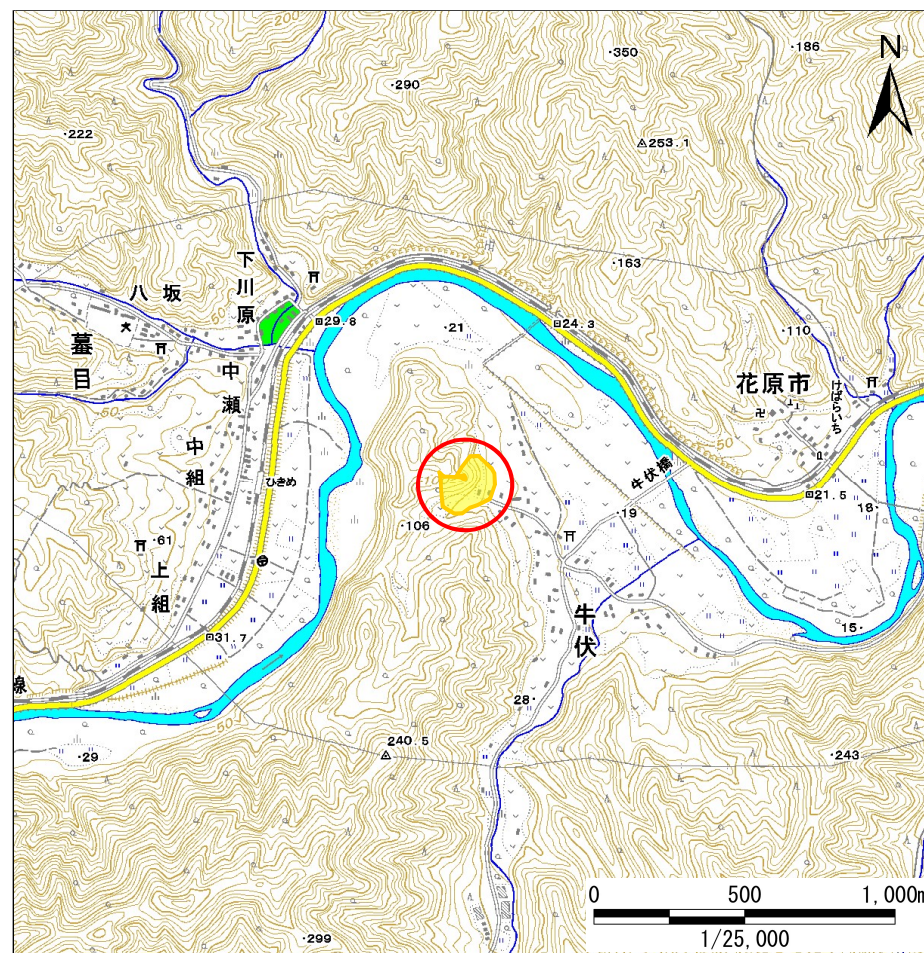 200
·350
·186
N
·290
·222
△253.1
下川原
·163
八坂
50
29.8
·21
24.3
·110
蟇目
中瀬
花原市
けばらいち
50
中組
ひきめ
牛伏橋
21.5
·106
·19
18·
·61
上組
牛伏
15·
31.7
28·
線
50
240.5
·29
·243
·299
0 500 1,000m
1/25,000